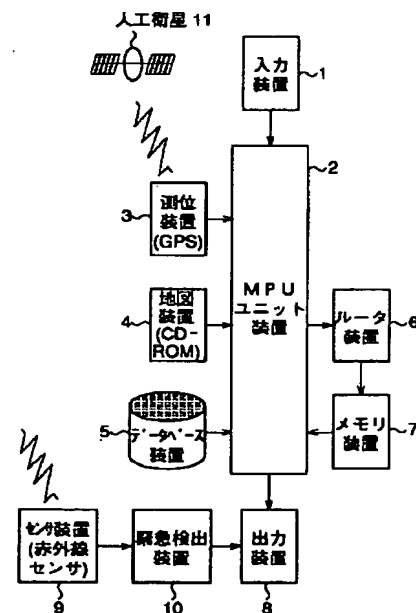 人工衛星 11
入力
装置
1
2
3
測位
装置
(GPS)
4
地図
装置
(CD-
ROM)
MPU
ユニット
装置
ルータ
装置
6
5
データベース
装置
メモリ
装置
7
センサ装置
(赤外線
センサ)
9
緊急検出
装置
10
出力
装置
8